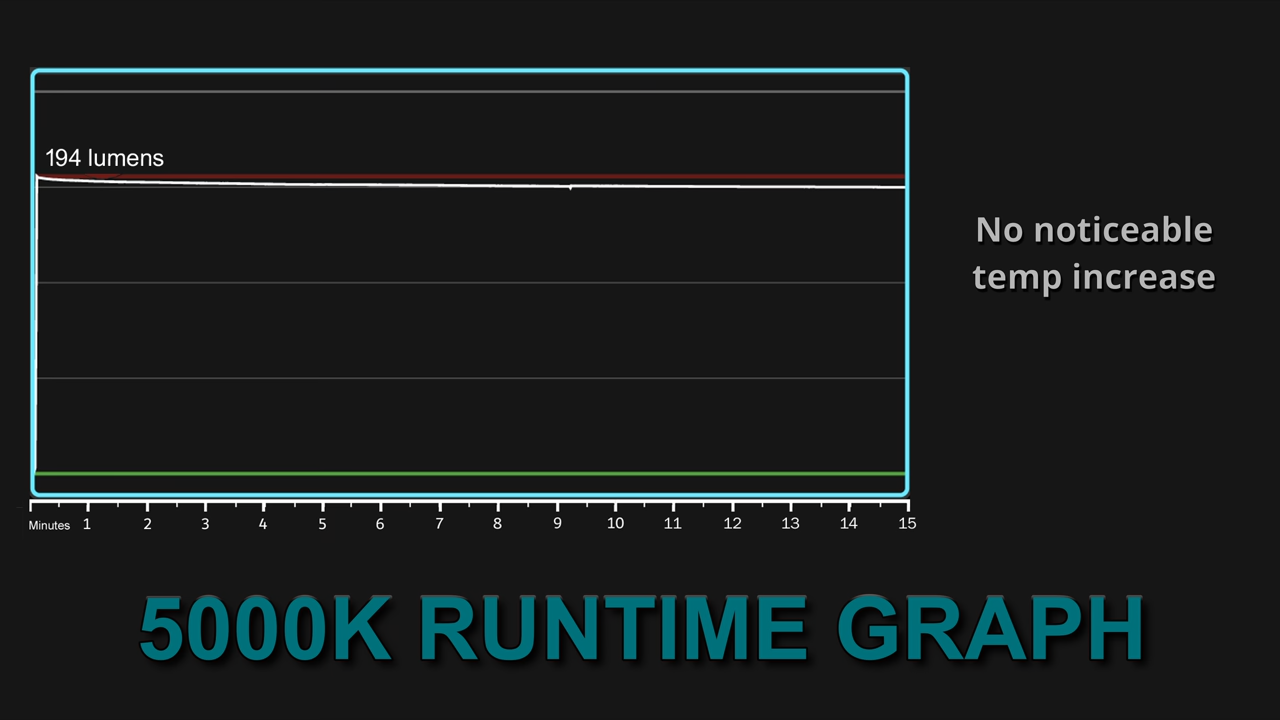 194 lumens
No noticeable
temp increase
Minutes 1 2 3 4 5 6 7 8 9 10 11 12 13 14 15
5000K RUNTIME GRAPH